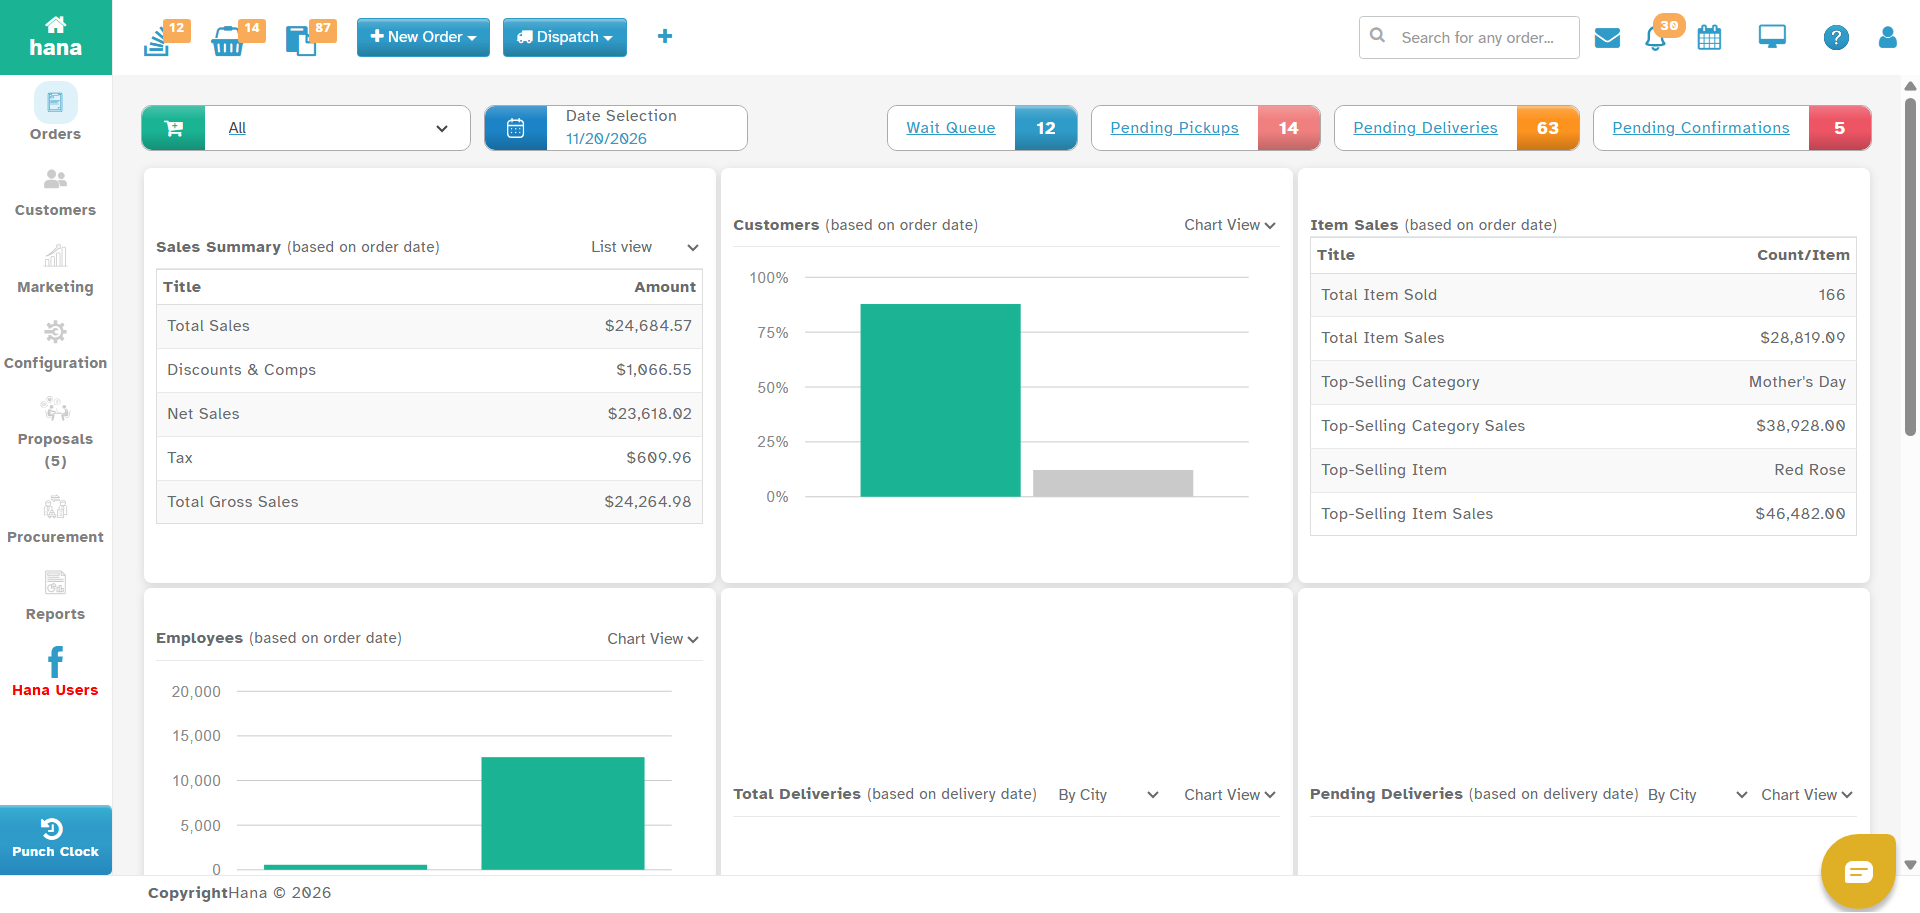 hana
12
14
87
New Order
Dispatch
Search for any order...
30
Orders
Customers
Marketing
Configuration
Proposals
(5)
Procurement
Reports
Hana Users
Punch Clock
All
Date Selection
11/20/2026
Wait Queue 12
Pending Pickups 14
Pending Deliveries 63
Pending Confirmations 5
Sales Summary (based on order date) List view
Title Amount
Total Sales $24,684.57
Discounts & Comps $1,066.55
Net Sales $23,618.02
Tax $609.96
Total Gross Sales $24,264.98
Customers (based on order date) Chart View
100%
75%
50%
25%
0%
Item Sales (based on order date)
Title Count/Item
Total Item Sold 166
Total Item Sales $28,819.09
Top-Selling Category Mother's Day
Top-Selling Category Sales $38,928.00
Top-Selling Item Red Rose
Top-Selling Item Sales $46,482.00
Employees (based on order date) Chart View
20,000
15,000
10,000
5,000
0
Total Deliveries (based on delivery date) By City Chart View
Pending Deliveries (based on delivery date) By City Chart View
CopyrightHana © 2026